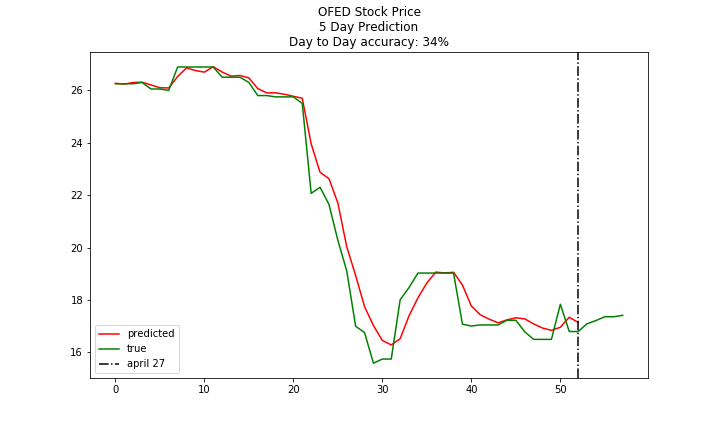 OFED Stock Price
5 Day Prediction
Day to Day accuracy: 34%
26
24
22
20
18
16
predicted
true
april 27
0 10 20 30 40 50